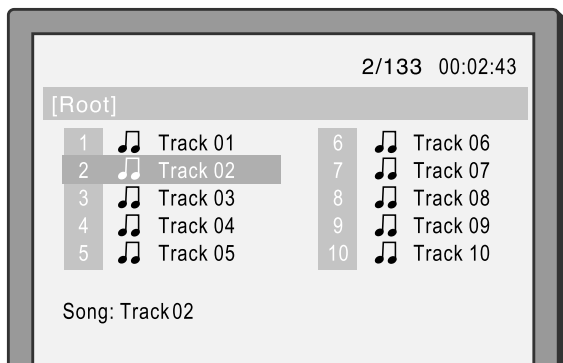 2/133 00:02:43
[Root]
1 Track 01
2 Track 02
3 Track 03
4 Track 04
5 Track 05
6 Track 06
7 Track 07
8 Track 08
9 Track 09
10 Track 10
Song: Track02